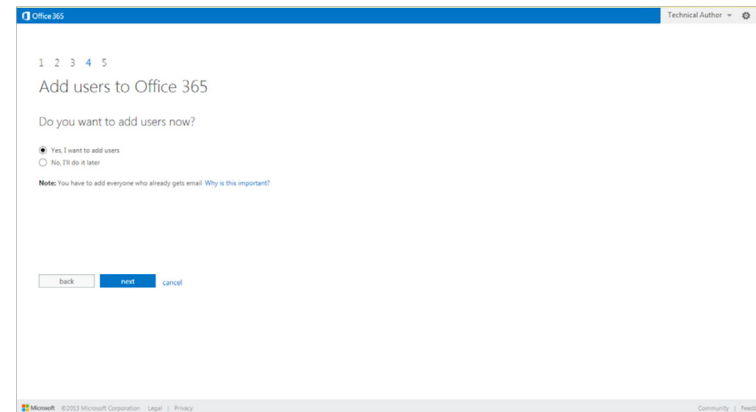 Office 365
Technical Author
1 2 3 4 5
Add users to Office 365
Do you want to add users now?
Yes, I want to add users
No, I'll do it later
Note: You have to add everyone who already gets email Why is this important?
back next cancel
Microsoft ©2013 Microsoft Corporation Legal | Privacy
Community |